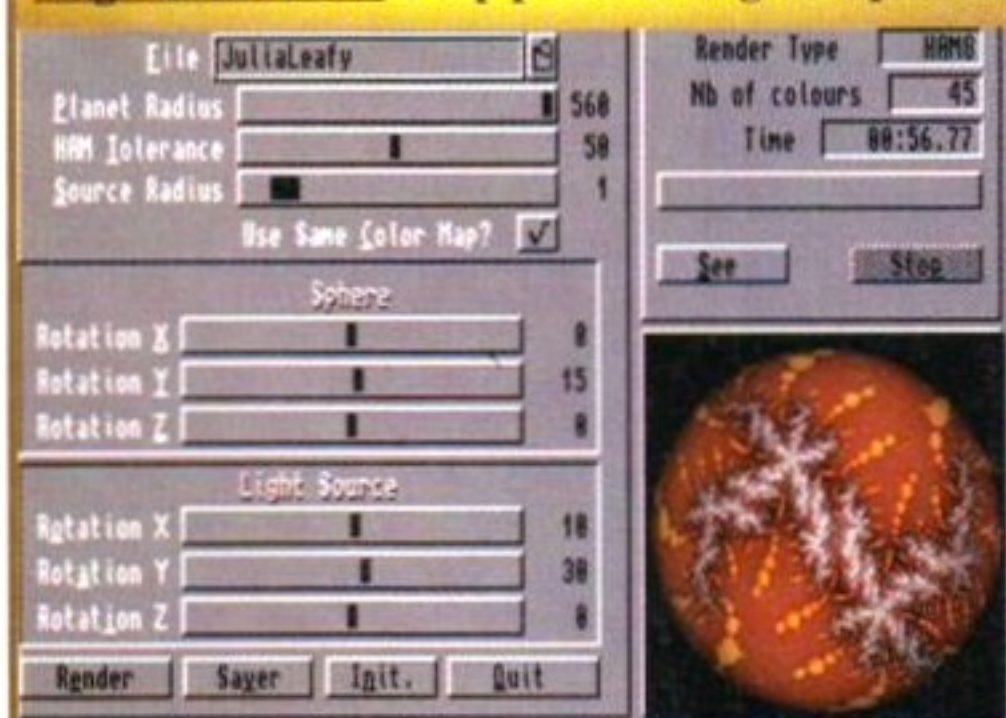 File JuliaLeafy
Planet Radius 560
HAM Tolerance 50
Source Radius 1
Use Same Color Map? ✓
Sphere
Rotation X 0
Rotation Y 15
Rotation Z 0
Light Source
Rotation X 10
Rotation Y 30
Rotation Z 0
Render Saver Init. Quit
Render Type HAM8
Nb of colours 45
Time 00:56.77
See Stop